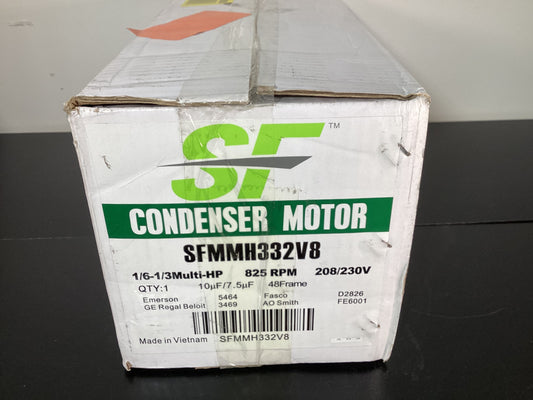 SF™
CONDENSER MOTOR
SFMMH332V8
1/6-1/3Multi-HP 825 RPM 208/230V
QTY:1 10µF/7.5µF 48Frame
Emerson 5464 Fasco D2826
GE Regal Beloit 3469 AO Smith FE6001
Made in Vietnam SFMMH332V8